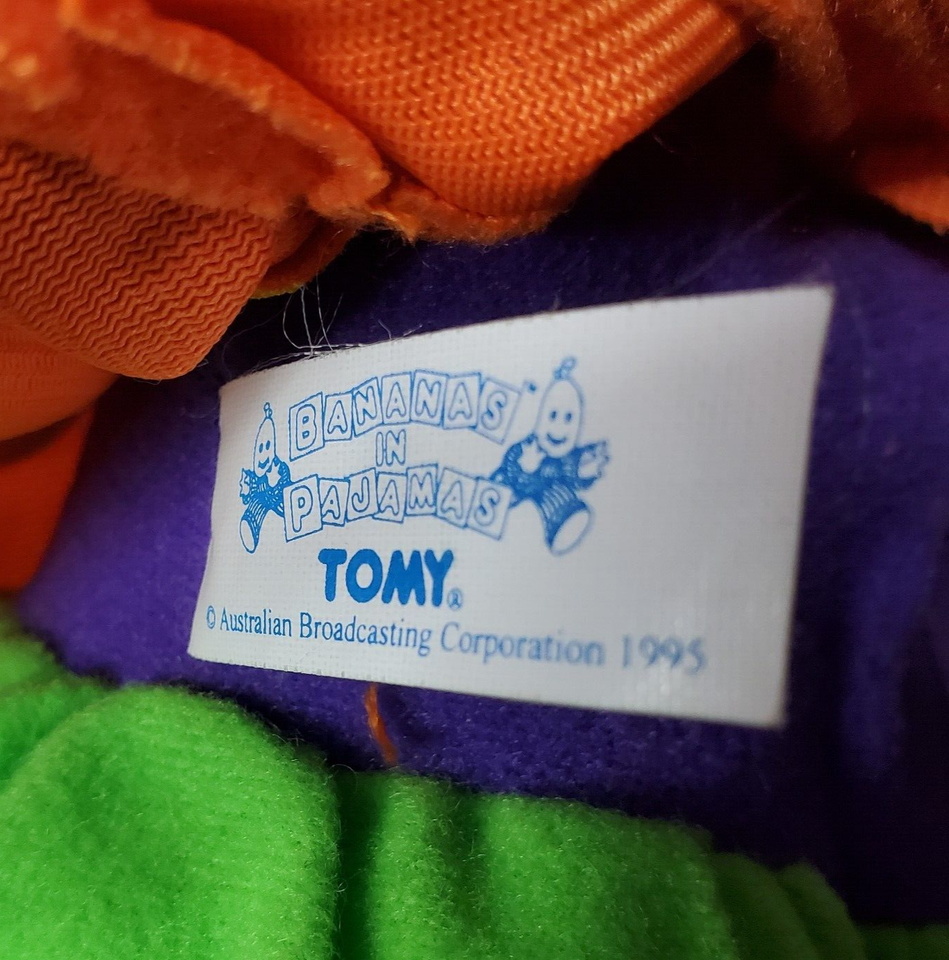 BANANAS
IN
PAJAMAS
TOMY®
© Australian Broadcasting Corporation 1995